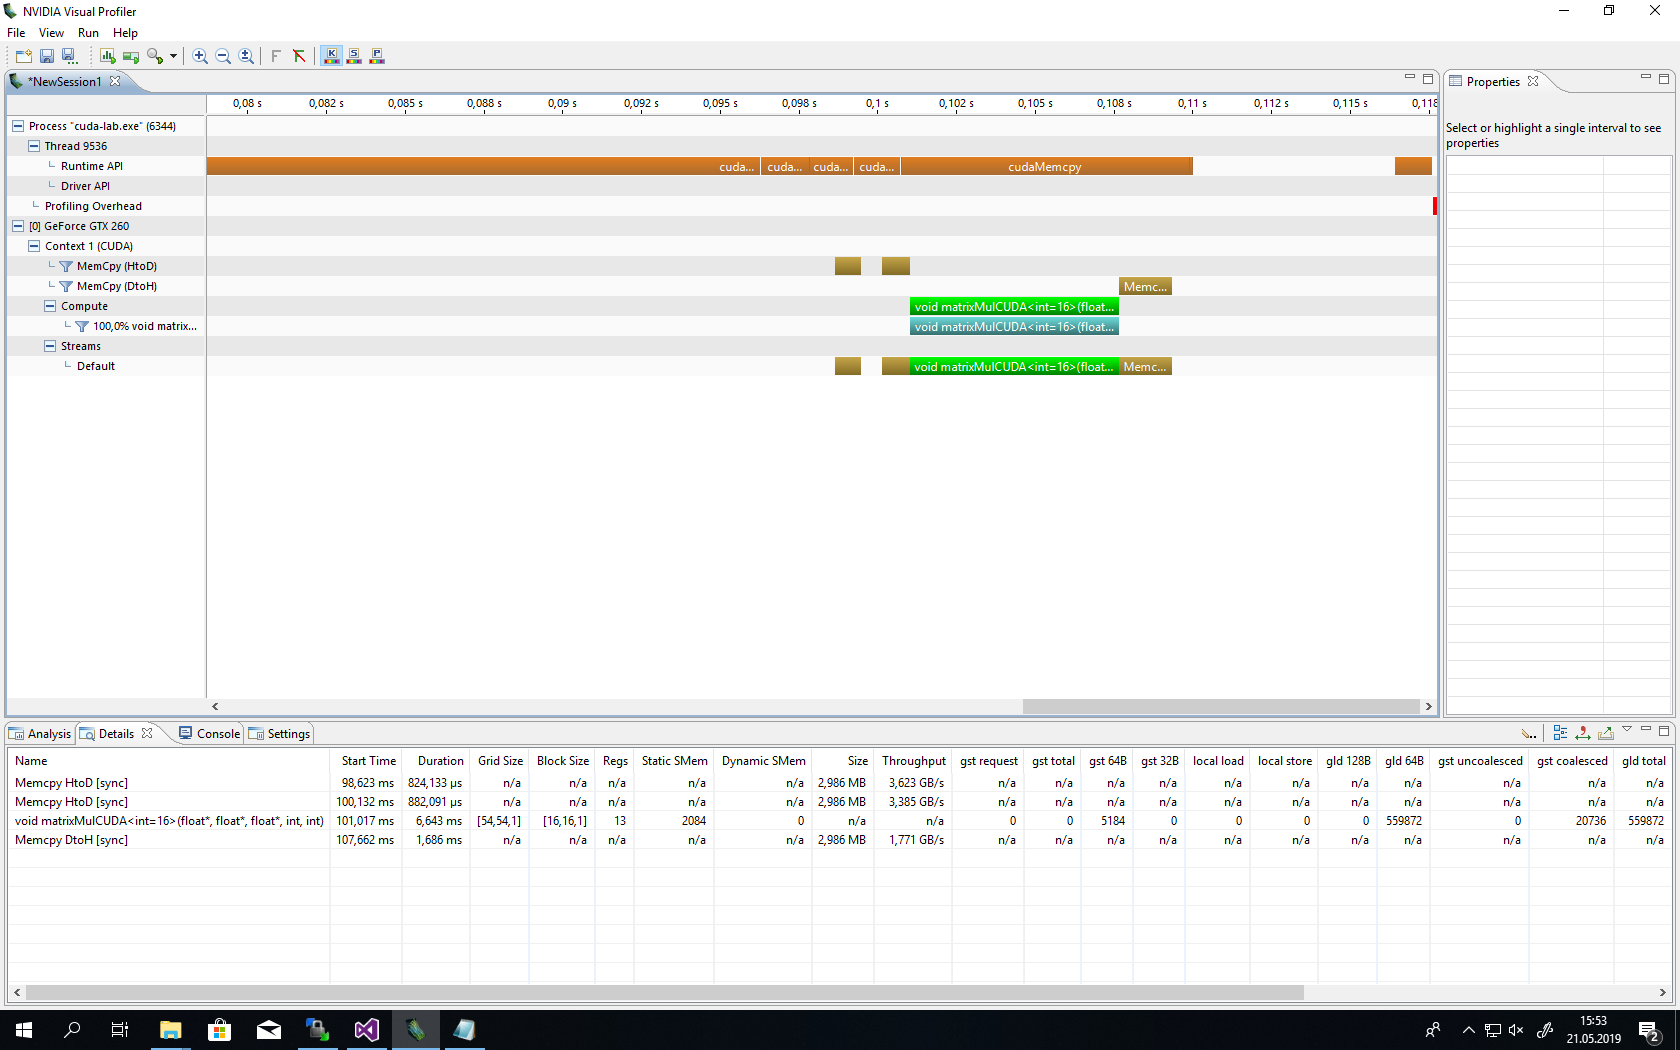 NVIDIA Visual Profiler
File View Run Help
F
K S P
*NewSession1
Properties
0,08 s 0,082 s 0,085 s 0,088 s 0,09 s 0,092 s 0,095 s 0,098 s 0,1 s 0,102 s 0,105 s 0,108 s 0,11 s 0,112 s 0,115 s 0,118
Select or highlight a single interval to see
properties
Process "cuda-lab.exe" (6344)
Thread 9536
Runtime API cuda... cuda... cuda... cuda... cudaMemcpy
Driver API
Profiling Overhead
[0] GeForce GTX 260
Context 1 (CUDA)
MemCpy (HtoD)
MemCpy (DtoH) Memc...
Compute void matrixMulCUDA<int=16>(float...
100,0% void matrix... void matrixMulCUDA<int=16>(float...
Streams
Default void matrixMulCUDA<int=16>(float... Memc...
Analysis Details Console Settings
Name Start Time Duration Grid Size Block Size Regs Static SMem Dynamic SMem Size Throughput gst request gst total gst 64B gst 32B local load local store gld 128B gld 64B gst uncoalesced gst coalesced gld total
Memcpy HtoD [sync] 98,623 ms 824,133 µs n/a n/a n/a n/a n/a 2,986 MB 3,623 GB/s n/a n/a n/a n/a n/a n/a n/a n/a n/a n/a n/a
Memcpy HtoD [sync] 100,132 ms 882,091 µs n/a n/a n/a n/a n/a 2,986 MB 3,385 GB/s n/a n/a n/a n/a n/a n/a n/a n/a n/a n/a n/a
void matrixMulCUDA<int=16>(float*, float*, float*, int, int) 101,017 ms 6,643 ms [54,54,1] [16,16,1] 13 2084 0 n/a n/a 0 0 5184 0 0 0 0 559872 0 20736 559872
Memcpy DtoH [sync] 107,662 ms 1,686 ms n/a n/a n/a n/a n/a 2,986 MB 1,771 GB/s n/a n/a n/a n/a n/a n/a n/a n/a n/a n/a n/a
15:53
21.05.2019
2